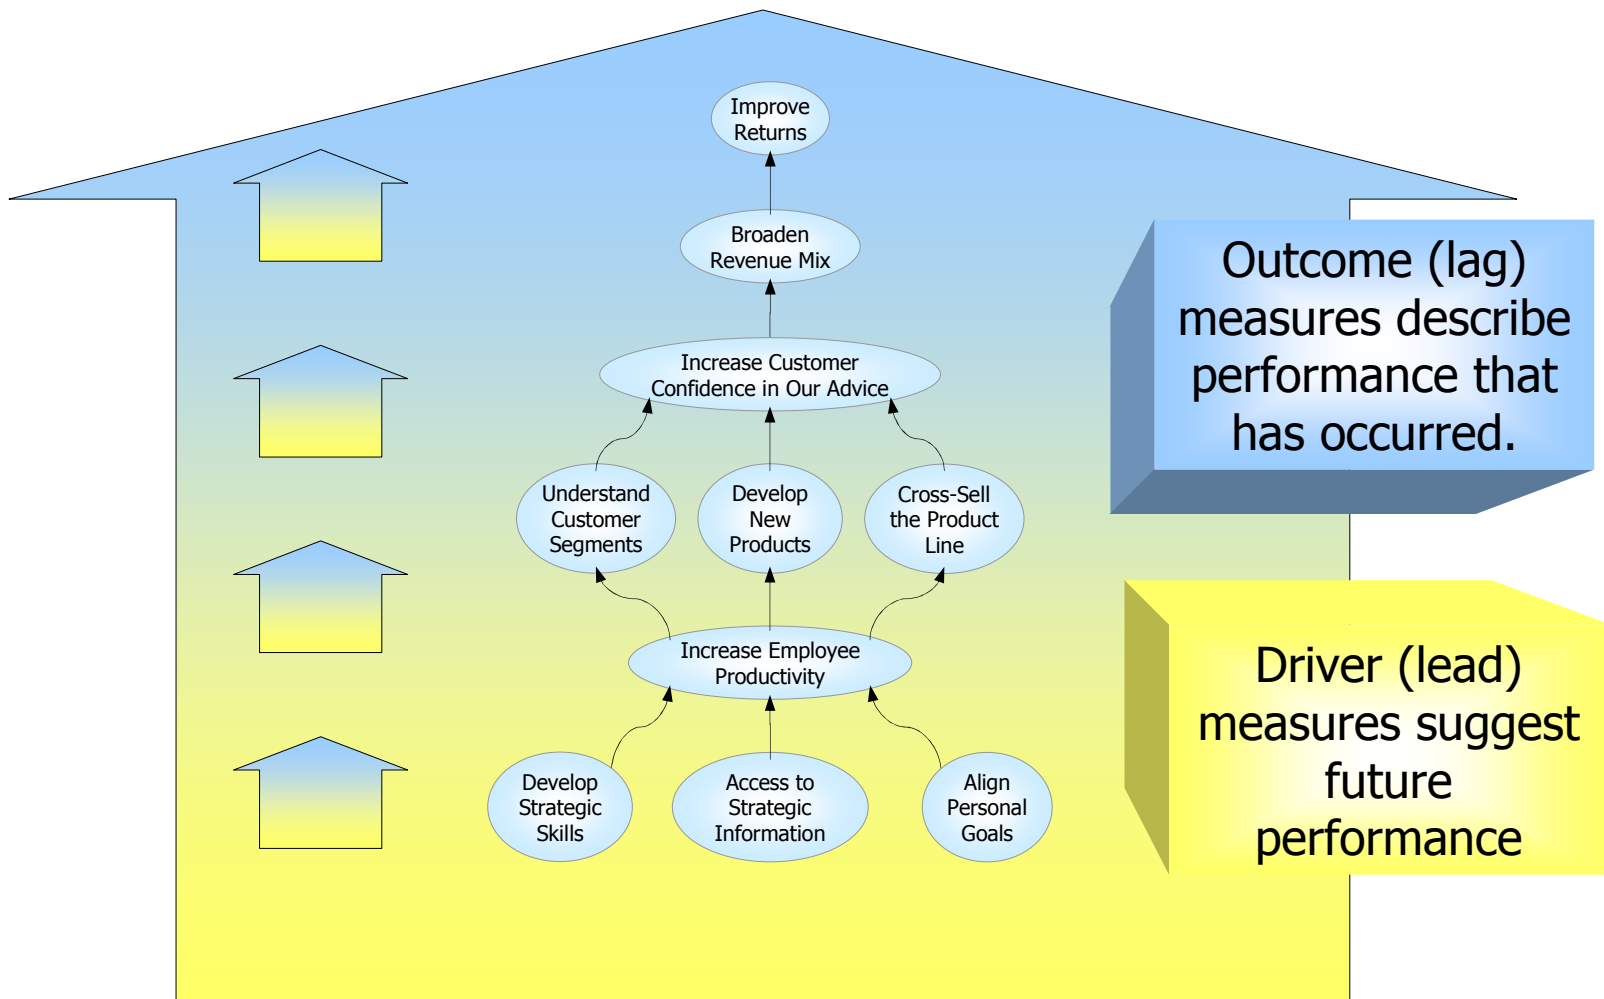 Improve
Returns
Broaden
Revenue Mix
Outcome (lag)
measures describe
performance that
has occurred.
Increase Customer
Confidence in Our Advice
Understand
Customer
Segments
Develop
New
Products
Cross-Sell
the Product
Line
Increase Employee
Productivity
Driver (lead)
measures suggest
future
performance
Develop
Strategic
Skills
Access to
Strategic
Information
Align
Personal
Goals